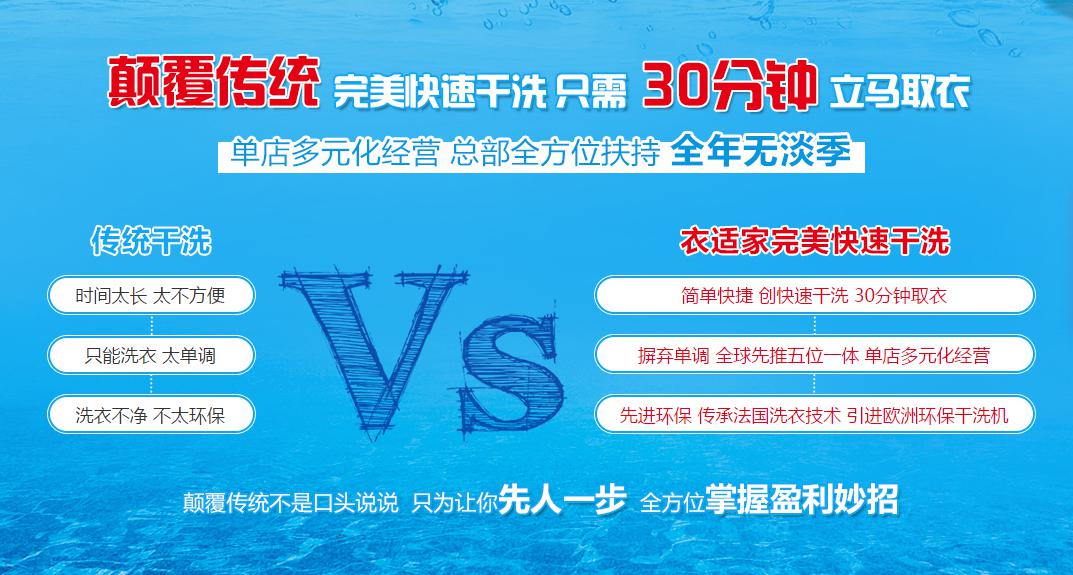 颠覆传统 完美快速干洗 只需 30分钟 立马取衣
单店多元化经营 总部全方位扶持 全年无淡季
传统干洗
时间太长 太不方便
只能洗衣 太单调
洗衣不净 不太环保
Vs
衣适家完美快速干洗
简单快捷 创快速干洗 30分钟取衣
摒弃单调 全球先推五位一体 单店多元化经营
先进环保 传承法国洗衣技术 引进欧洲环保干洗机
颠覆传统不是口头说说 只为让你先人一步 全方位掌握盈利妙招